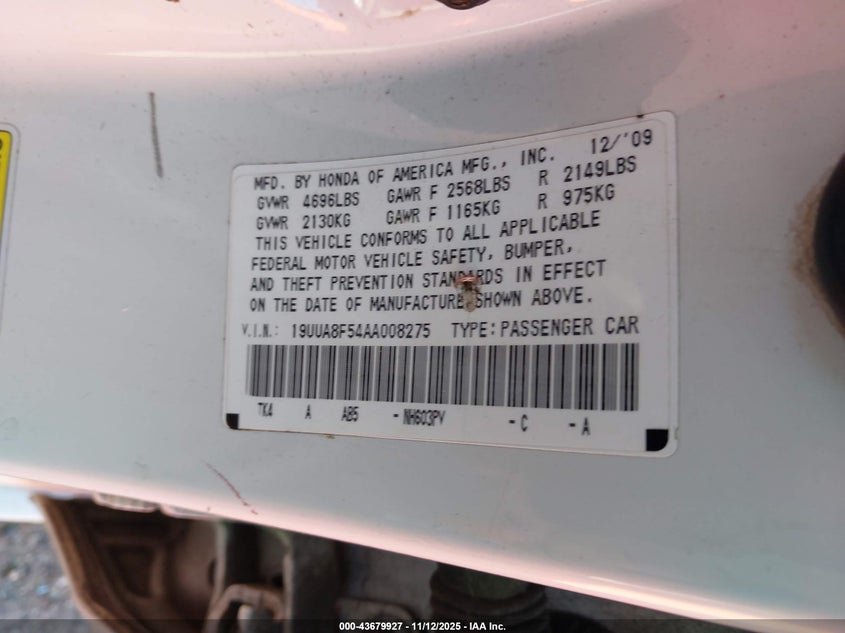 MFD. BY HONDA OF AMERICA MFG., INC. 12/'09
GVWR 4696LBS GAWR F 2568LBS R 2149LBS
GVWR 2130KG GAWR F 1165KG R 975KG
THIS VEHICLE CONFORMS TO ALL APPLICABLE
FEDERAL MOTOR VEHICLE SAFETY, BUMPER,
AND THEFT PREVENTION STANDARDS IN EFFECT
ON THE DATE OF MANUFACTURE SHOWN ABOVE.
V.I.N.: 19UUA8F54AA008275 TYPE:PASSENGER CAR
TK4 A AB5 -NH603PV -C -A
000-43679927 | 11/12/2025 | © IAA Inc.